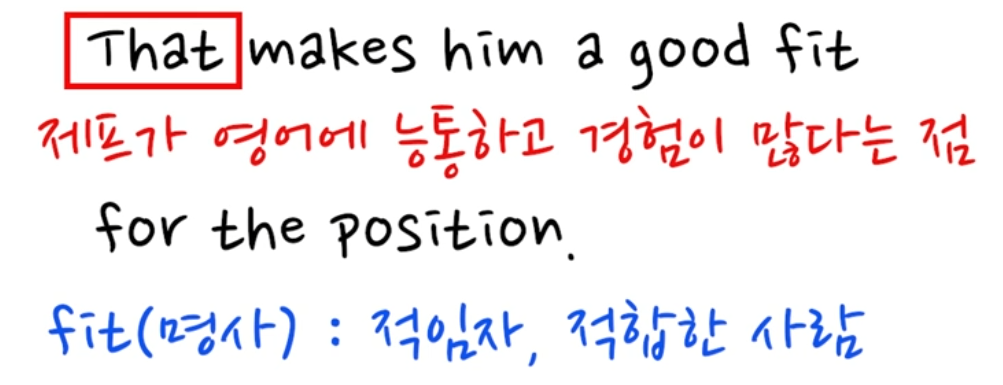 That makes him a good fit
제프가 영어에 능통하고 경험이 많다는 점
for the position.
fit(명사) : 적임자, 적합한 사람